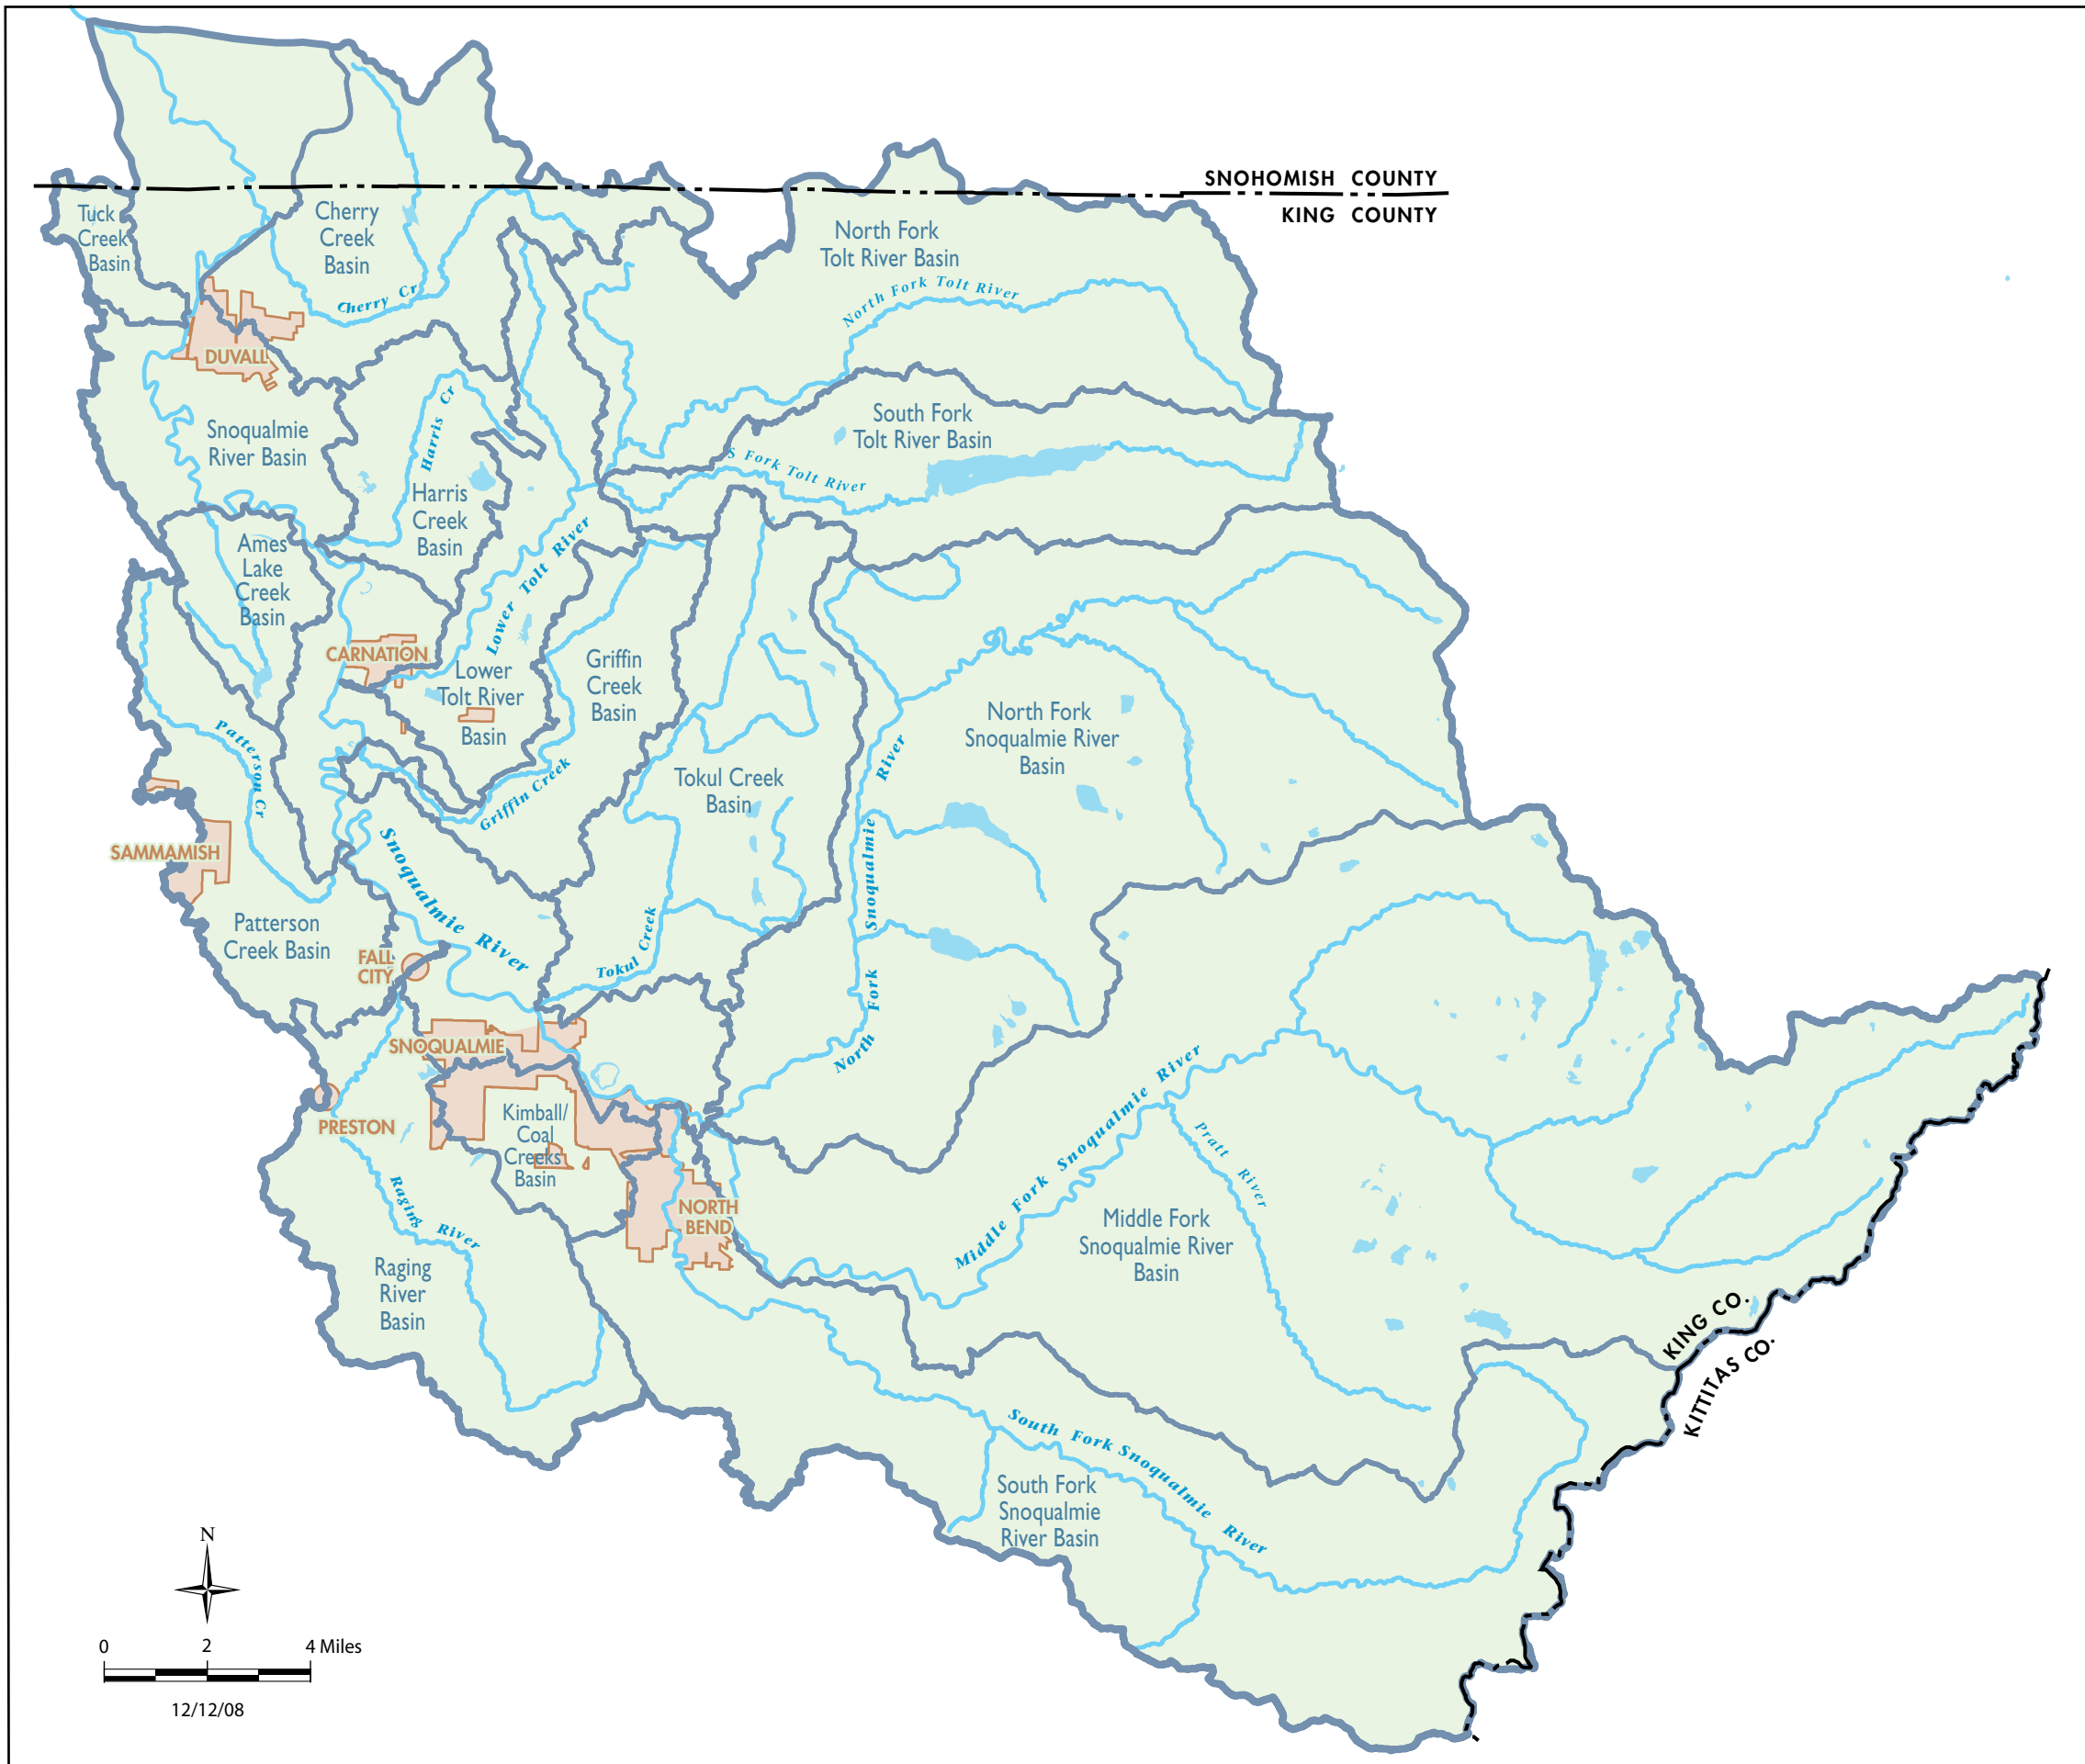 SNOHOMISH COUNTY
KING COUNTY
Tuck
Creek
Basin
Cherry
Creek
Basin
Cherry Cr
North Fork
Tolt River Basin
North Fork Tolt River
DUVALL
Snoqualmie
River Basin
Harris Cr
Harris
Creek
Basin
South Fork
Tolt River Basin
S Fork Tolt River
Ames
Lake
Creek
Basin
Lower Tolt River
CARNATION
Lower
Tolt River
Basin
Griffin
Creek
Basin
Griffin Creek
North Fork
Snoqualmie River
Basin
Patterson Cr
Tokul Creek
Basin
North Fork Snoqualmie River
SAMMAMISH
Snoqualmie River
Patterson
Creek Basin
FALL
CITY
Tokul Creek
SNOQUALMIE
PRESTON
Kimball/
Coal
Creeks
Basin
Raging River
NORTH
BEND
Middle Fork Snoqualmie River
Pratt River
Middle Fork
Snoqualmie River
Basin
Raging
River
Basin
KING CO.
KITTITAS CO.
South Fork Snoqualmie River
South Fork
Snoqualmie
River Basin
N
0 2 4 Miles
12/12/08